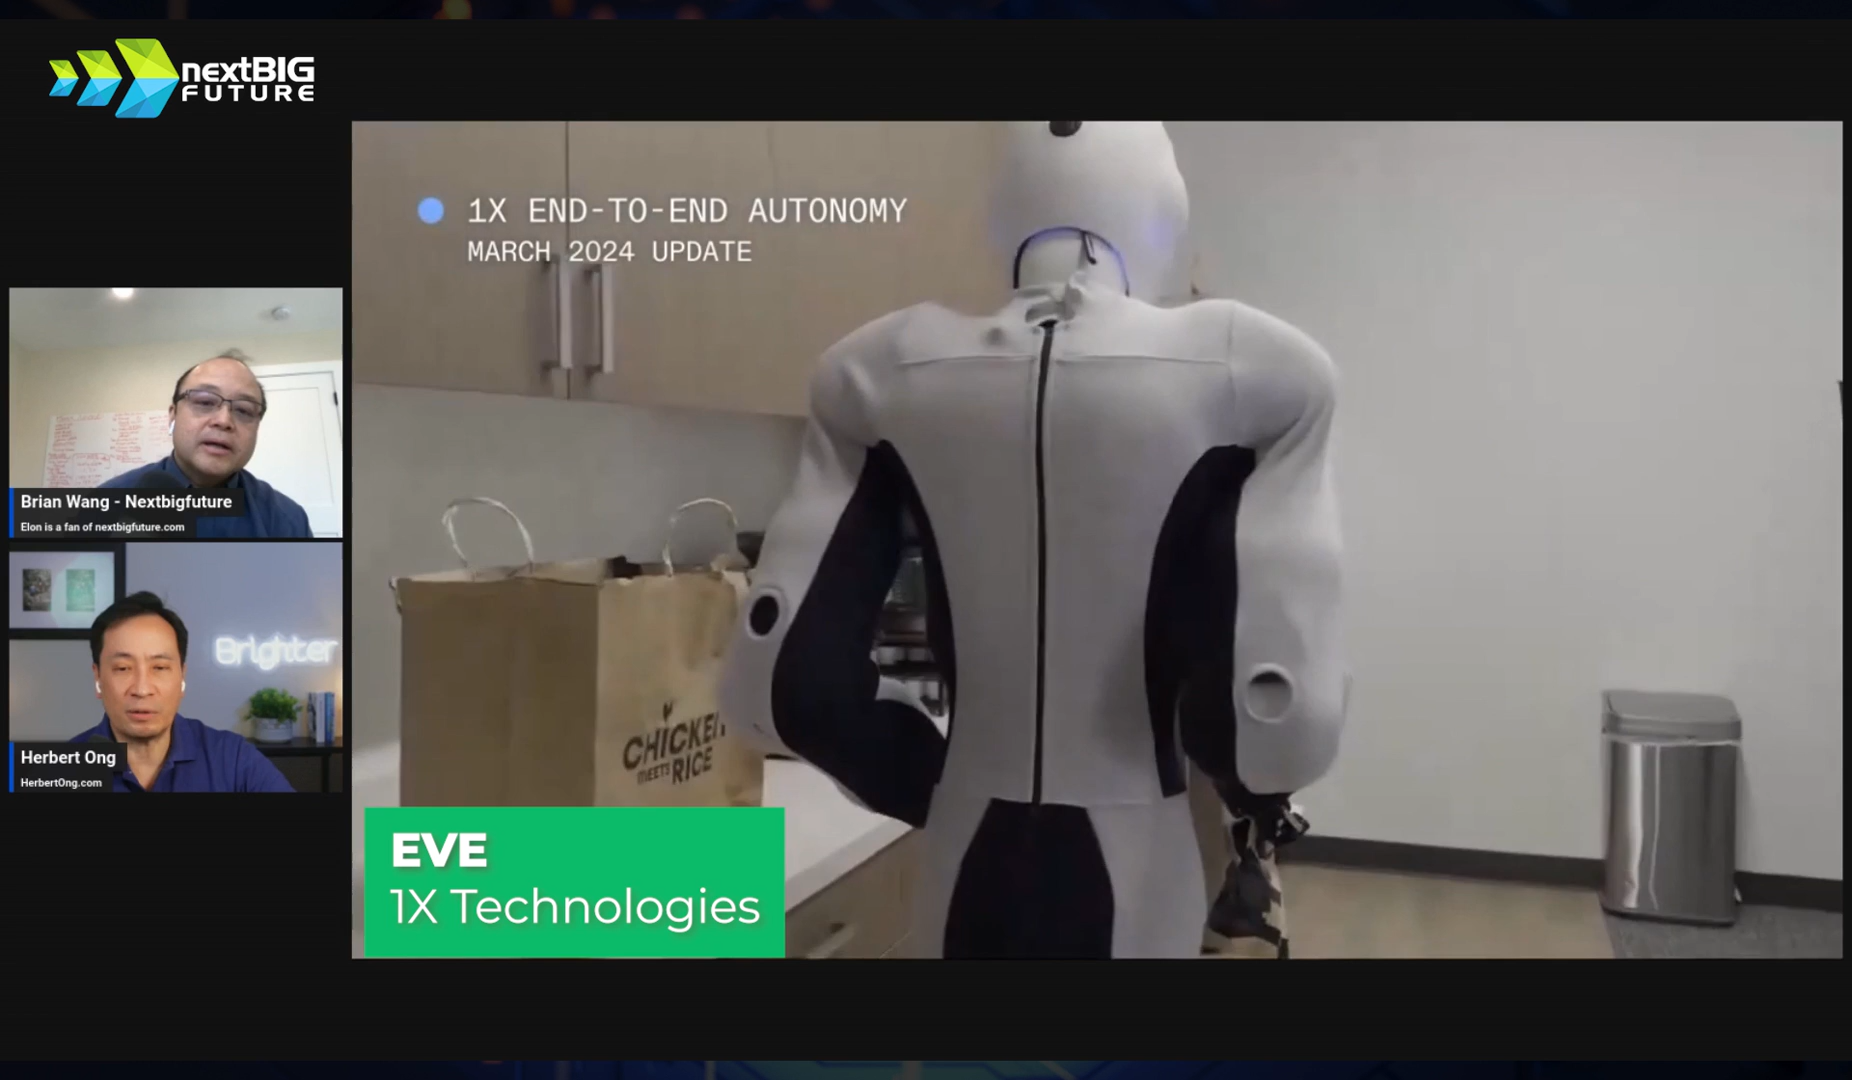 nextBIG
FUTURE
1X END-TO-END AUTONOMY
MARCH 2024 UPDATE
Brian Wang - Nextbigfuture
Elon is a fan of nextbigfuture.com
Brighter
Herbert Ong
HerbertOng.com
CHICKEN
MEETS RICE
EVE
1X Technologies